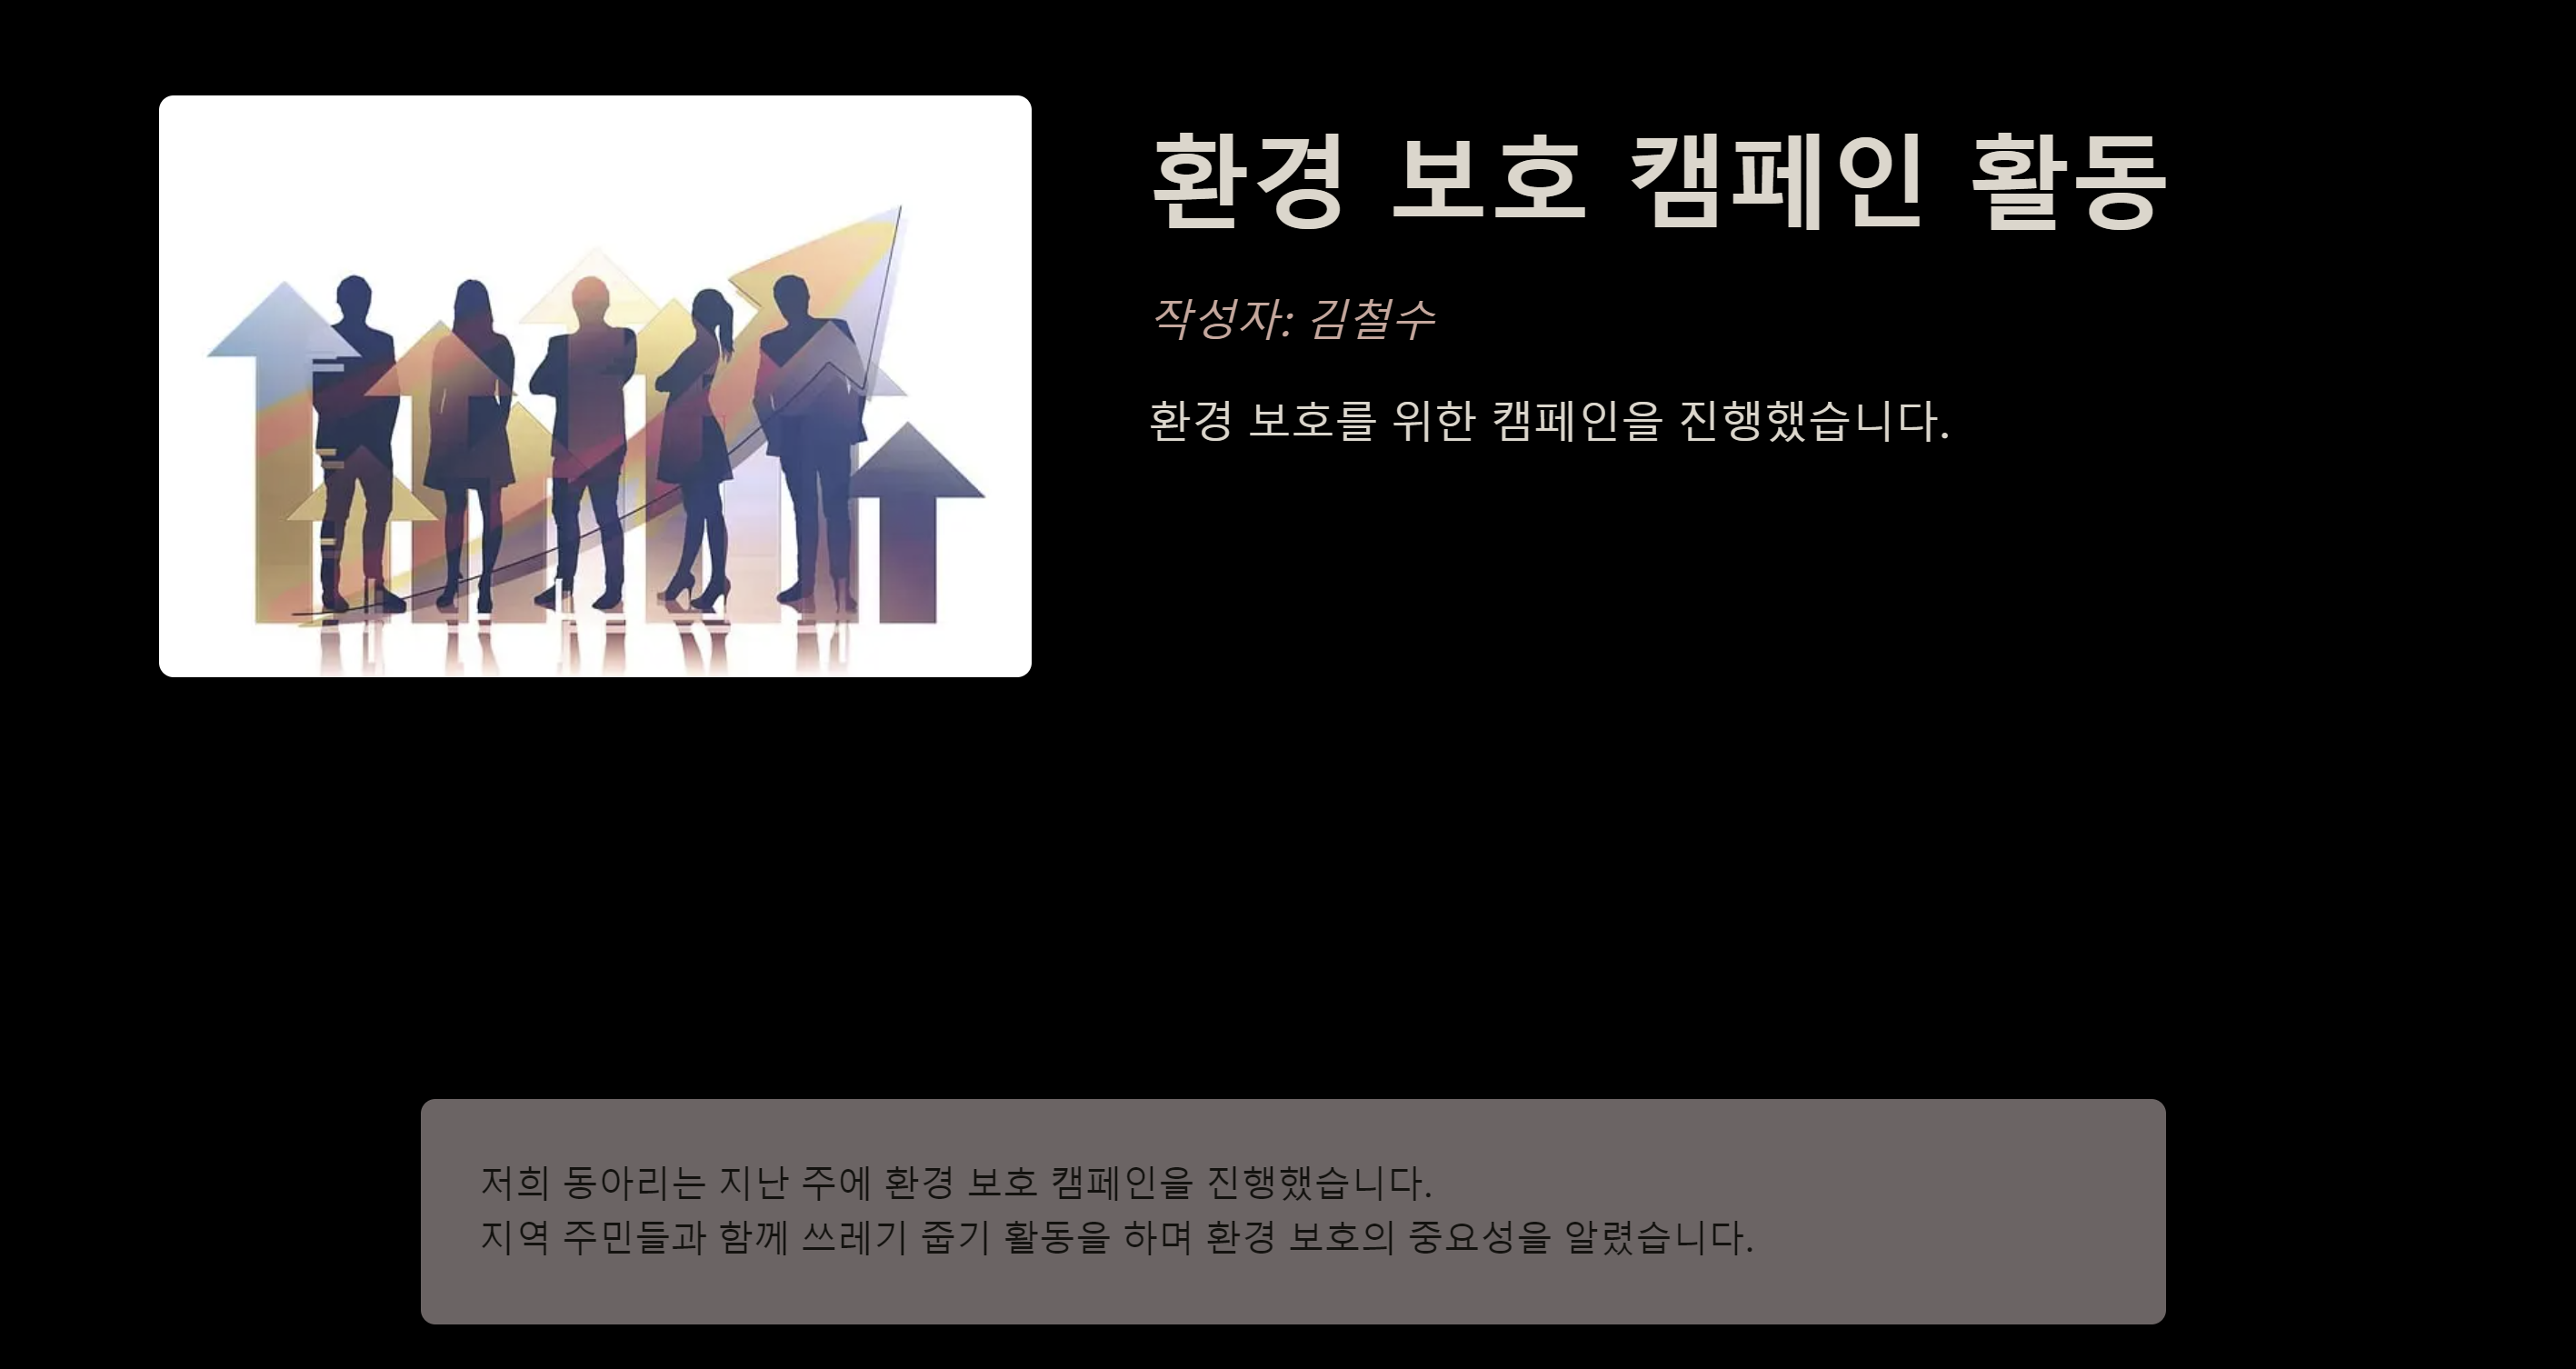 환경 보호 캠페인 활동
작성자: 김철수
환경 보호를 위한 캠페인을 진행했습니다.
저희 동아리는 지난 주에 환경 보호 캠페인을 진행했습니다.
지역 주민들과 함께 쓰레기 줍기 활동을 하며 환경 보호의 중요성을 알렸습니다.